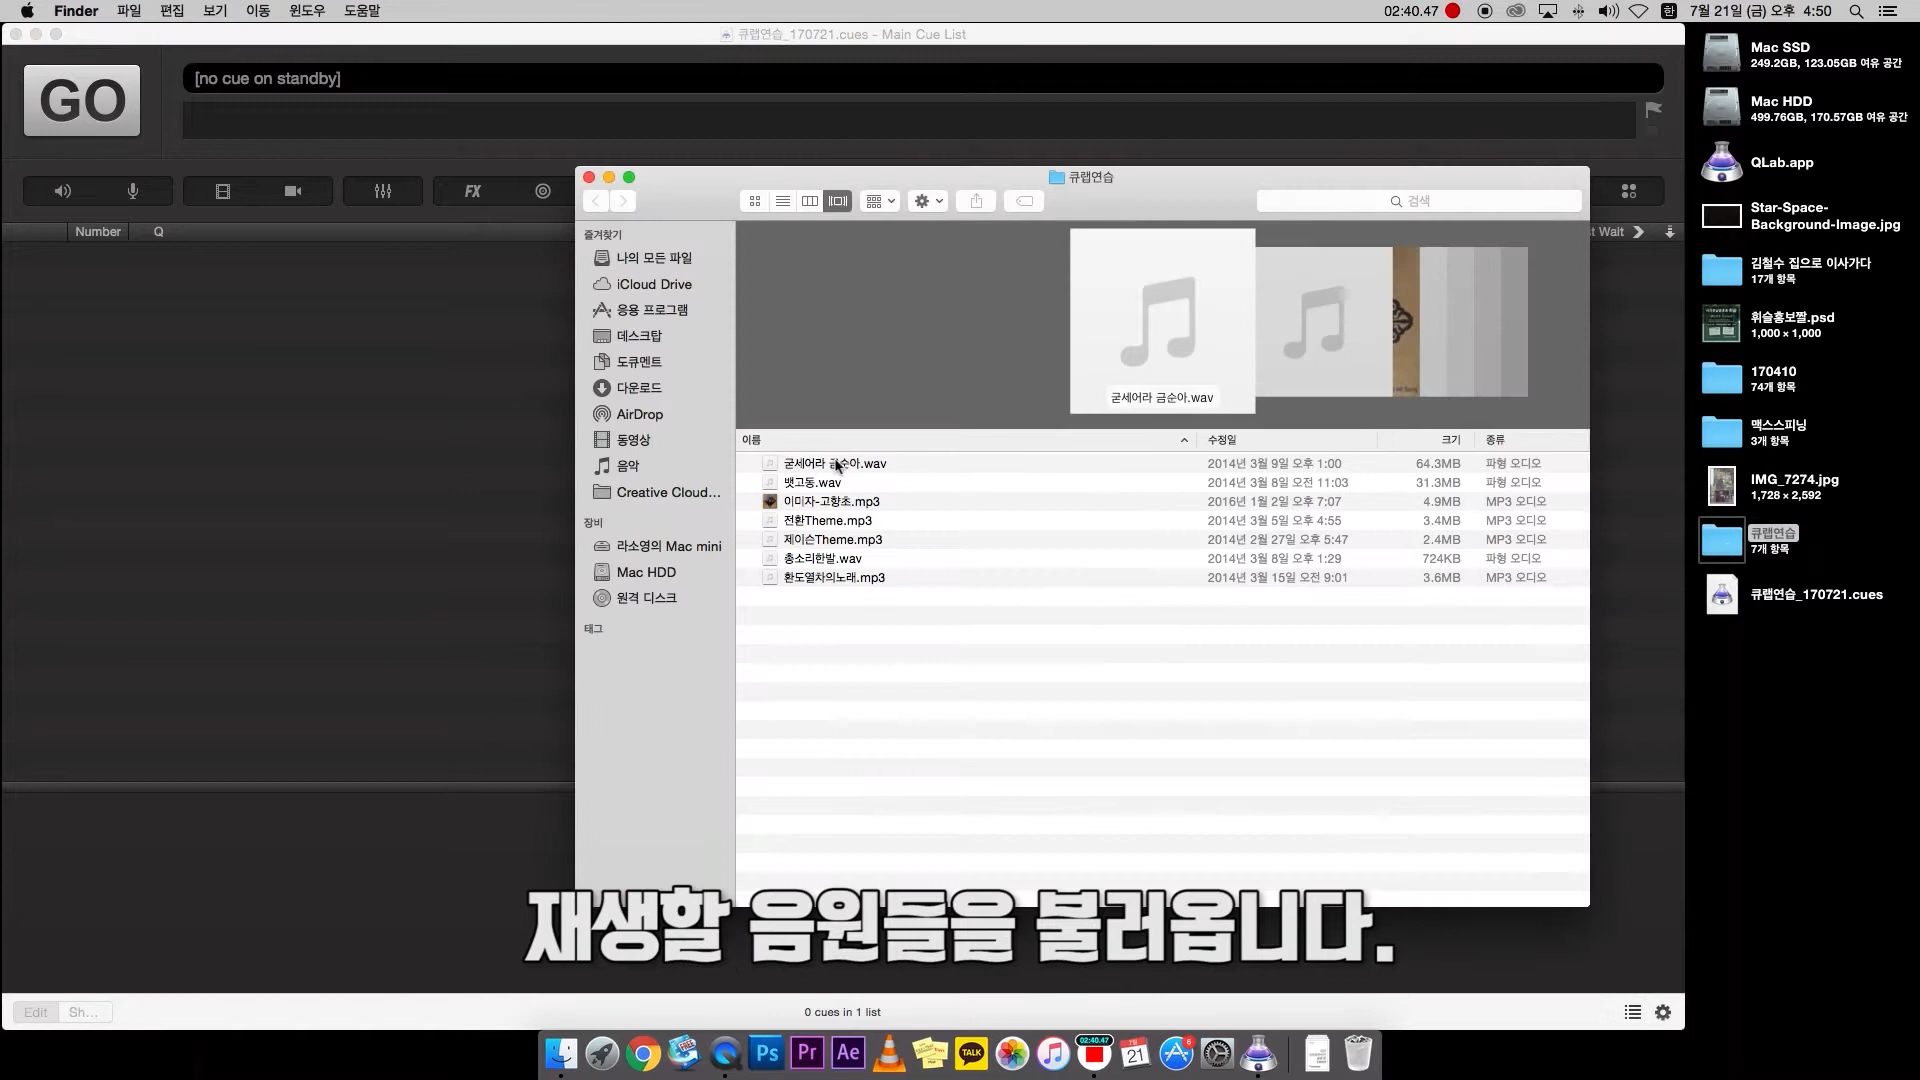 Finder 파일 편집 보기 이동 윈도우 도움말 02:40.47 한 7월 21일 (금) 오후 4:50
큐랩연습_170721.cues - Main Cue List
GO
[no cue on standby]
FX
Number Q
t Wait
큐랩연습
검색
즐겨찾기
나의 모든 파일
iCloud Drive
응용 프로그램
데스크탑
도큐멘트
다운로드
AirDrop
동영상
음악
Creative Cloud...
장비
라소영의 Mac mini
Mac HDD
원격 디스크
태그
굳세어라 금순아.wav
이름 수정일 크기 종류
굳세어라 금순아.wav 2014년 3월 9일 오후 1:00 64.3MB 파형 오디오
뱃고동.wav 2014년 3월 8일 오전 11:03 31.3MB 파형 오디오
이미자-고향초.mp3 2016년 1월 2일 오후 7:07 4.9MB MP3 오디오
전환Theme.mp3 2014년 3월 5일 오후 4:55 3.4MB MP3 오디오
제이슨Theme.mp3 2014년 2월 27일 오후 5:47 2.4MB MP3 오디오
총소리한발.wav 2014년 3월 8일 오후 1:29 724KB 파형 오디오
환도열차의노래.mp3 2014년 3월 15일 오전 9:01 3.6MB MP3 오디오
Mac SSD
249.2GB, 123.05GB 여유 공간
Mac HDD
499.76GB, 170.57GB 여유 공간
QLab.app
Star-Space-
Background-Image.jpg
김철수 집으로 이사가다
17개 항목
휘슬홍보짤.psd
1,000 × 1,000
170410
74개 항목
맥스스피닝
3개 항목
IMG_7274.jpg
1,728 × 2,592
큐랩연습
7개 항목
큐랩연습_170721.cues
재생할 음원들을 불러옵니다.
Edit Sh...
0 cues in 1 list
Ps Pr Ae TALK 02:40.47 21 6